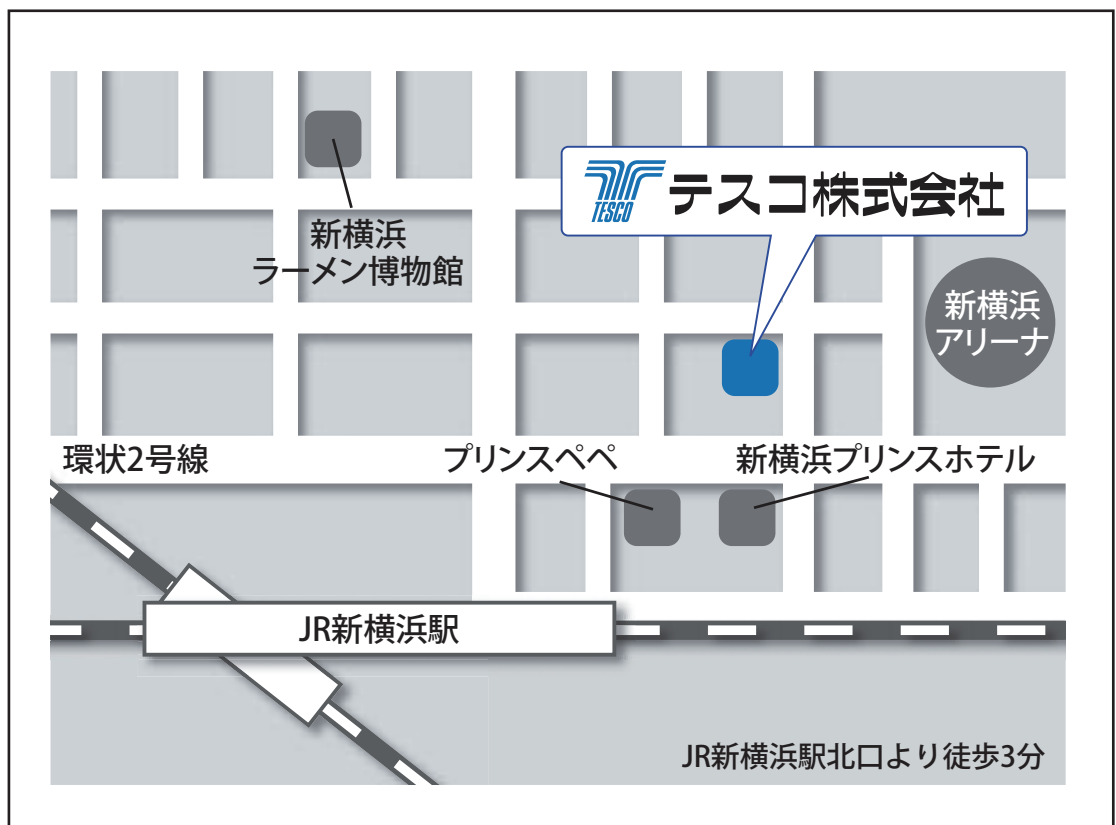 TESCO テスコ株式会社
新横浜
ラーメン博物館
新横浜
アリーナ
環状2号線
プリンスペペ
新横浜プリンスホテル
JR新横浜駅
JR新横浜駅北口より徒歩3分